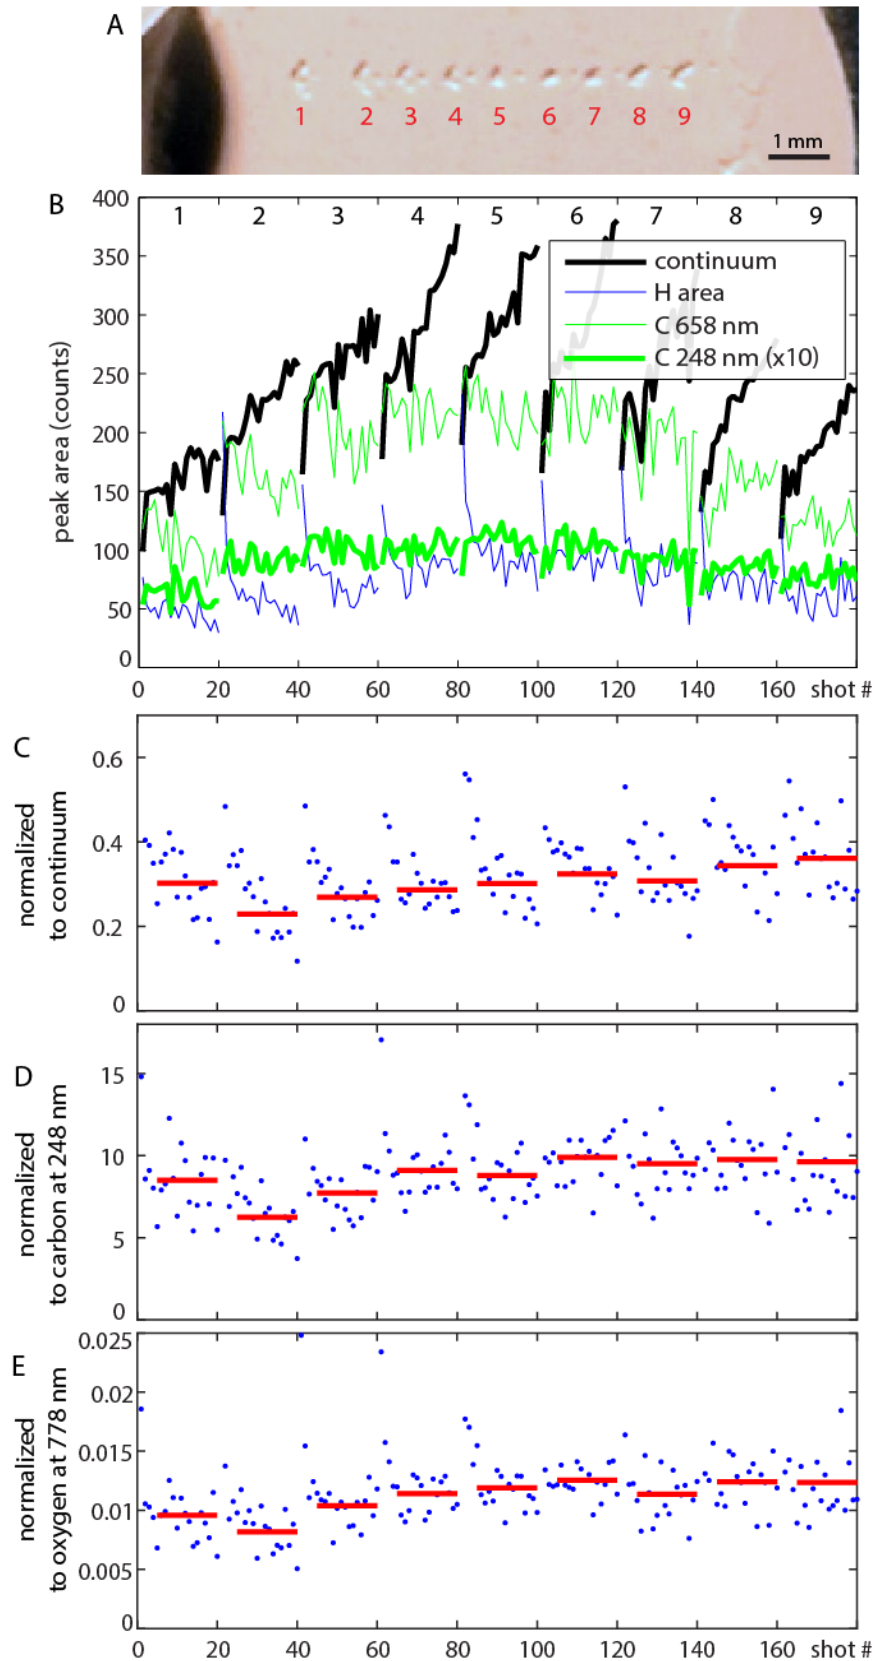 A
1 2 3 4 5 6 7 8 9
1 mm
B
peak area (counts)
400
350
300
250
200
150
100
50
0
1 2 3 4 5 6 7 8 9
continuum
H area
C 658 nm
C 248 nm (x10)
0 20 40 60 80 100 120 140 160 shot #
C
normalized
to continuum
0.6
0.4
0.2
0
D
normalized
to carbon at 248 nm
15
10
5
0
E
normalized
to oxygen at 778 nm
0.025
0.02
0.015
0.01
0.005
0
0 20 40 60 80 100 120 140 160 shot #